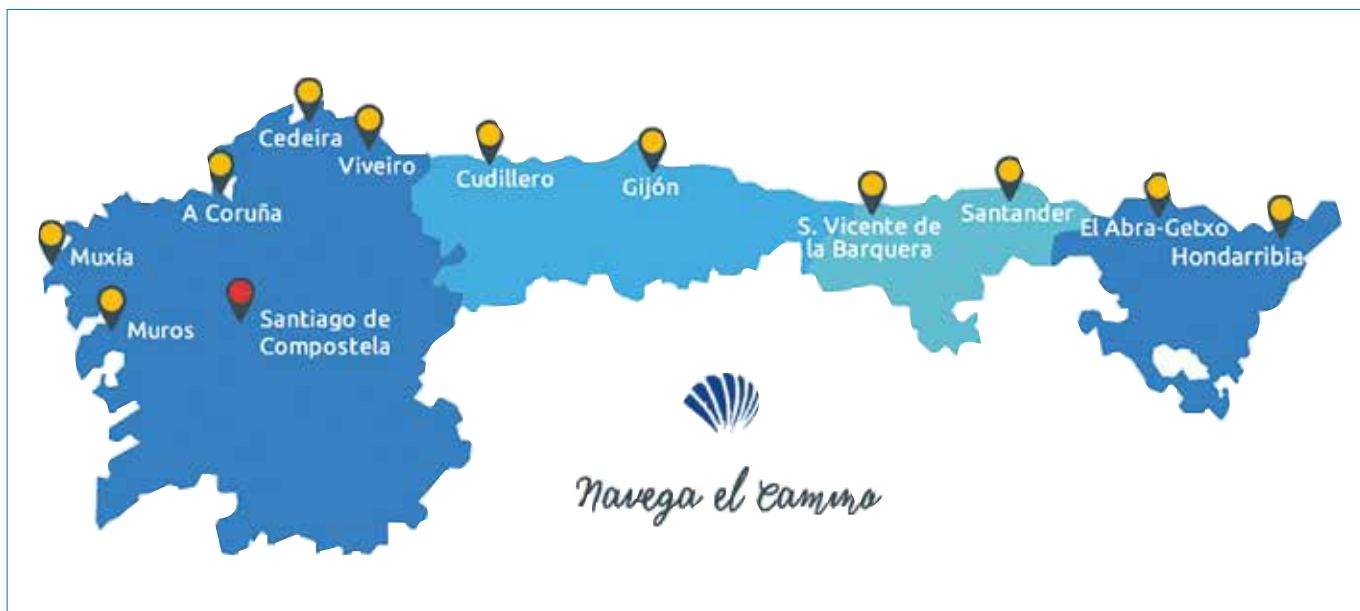 Cedeira
Viveiro
Cudillero
Gijón
A Coruña
S. Vicente de
la Barquera
Santander
El Abra-Getxo
Hondarribia
Muxía
Muros
Santiago de
Compostela
Navega el Camino